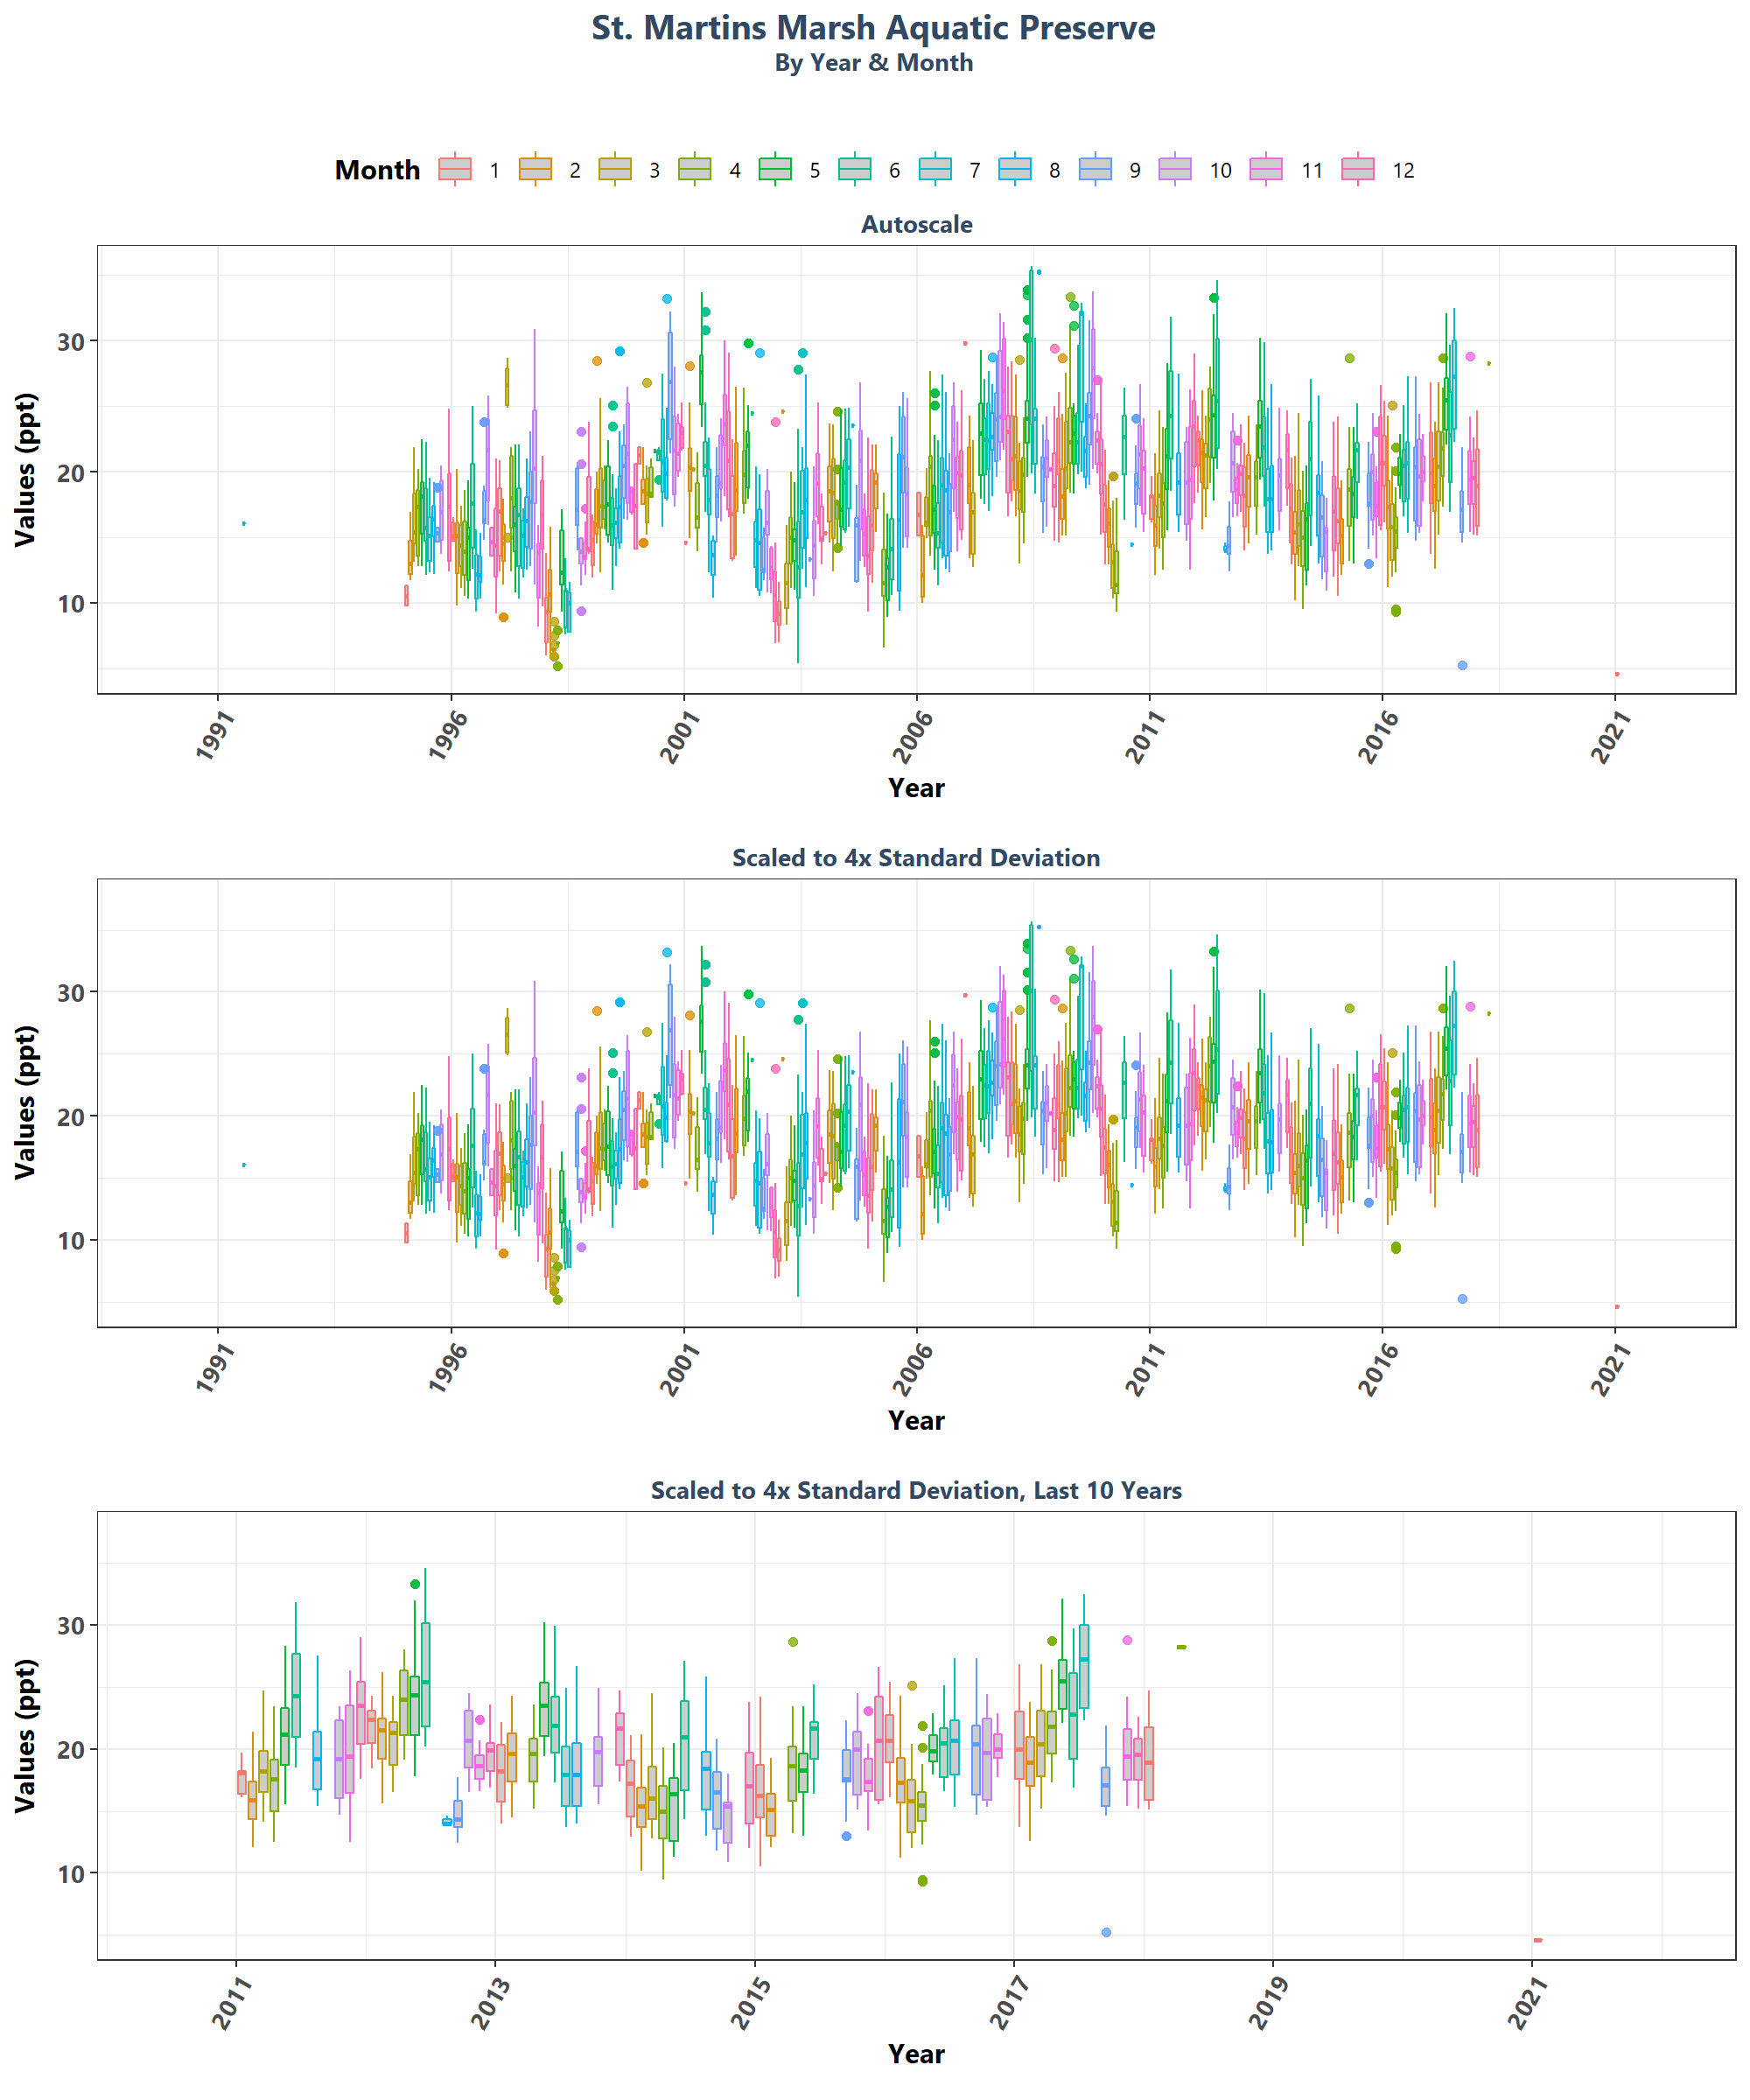 St. Martins Marsh Aquatic Preserve
By Year & Month
Month 1 2 3 4 5 6 7 8 9 10 11 12
Autoscale
Values (ppt)
30
20
10
1991 1996 2001 2006 2011 2016 2021
Year
Scaled to 4x Standard Deviation
Values (ppt)
30
20
10
1991 1996 2001 2006 2011 2016 2021
Year
Scaled to 4x Standard Deviation, Last 10 Years
Values (ppt)
30
20
10
2011 2013 2015 2017 2019 2021
Year